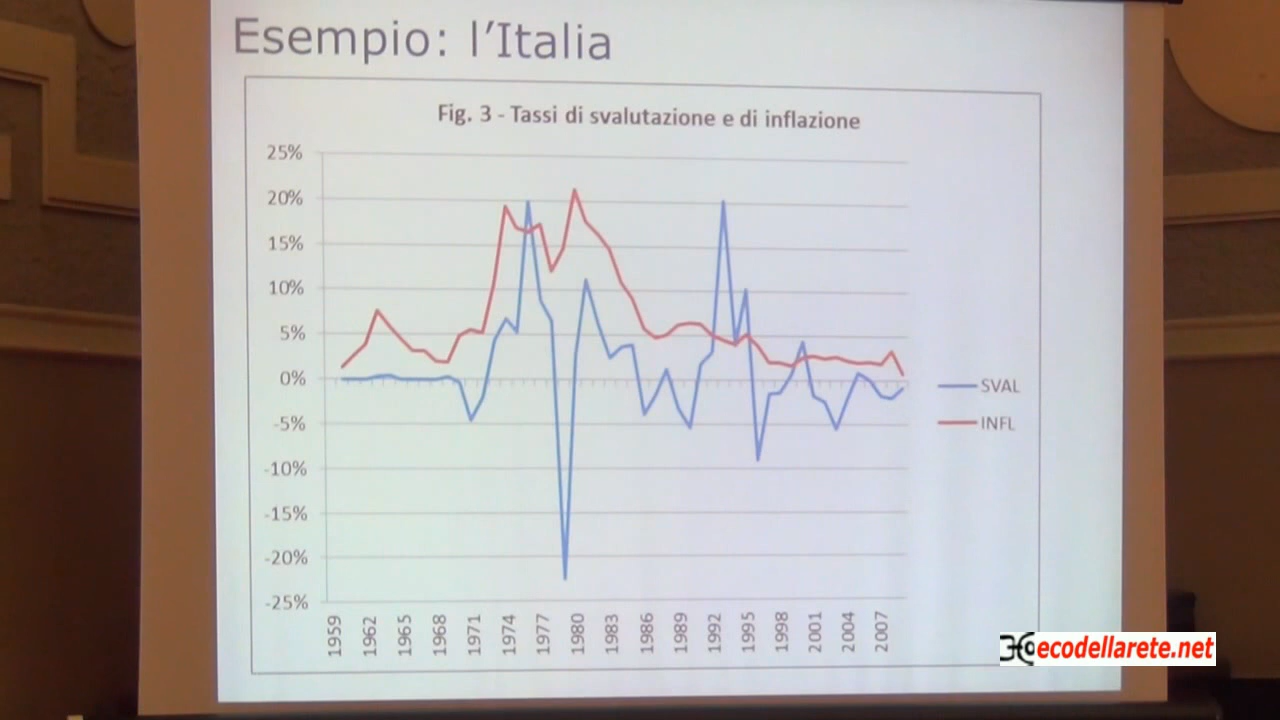 Esempio: l'Italia
Fig. 3 - Tassi di svalutazione e di inflazione
25%
20%
15%
10%
5%
0%
-5%
-10%
-15%
-20%
-25%
1959 1962 1965 1968 1971 1974 1977 1980 1983 1986 1989 1992 1995 1998 2001 2004 2007
SVAL
INFL
ecodellarete.net